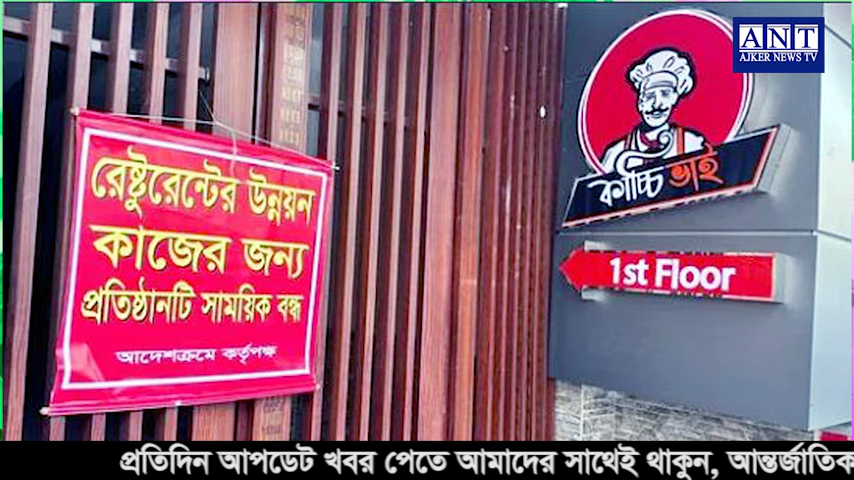 ANT
AJKER NEWS TV
রেষ্টুরেন্টের উন্নয়ন
কাজের জন্য
প্রতিষ্ঠানটি সাময়িক বন্ধ
আদেশক্রমে কর্তৃপক্ষ
কাচ্চি ভাই
1st Floor
প্রতিদিন আপডেট খবর পেতে আমাদের সাথেই থাকুন, আন্তর্জাতিক